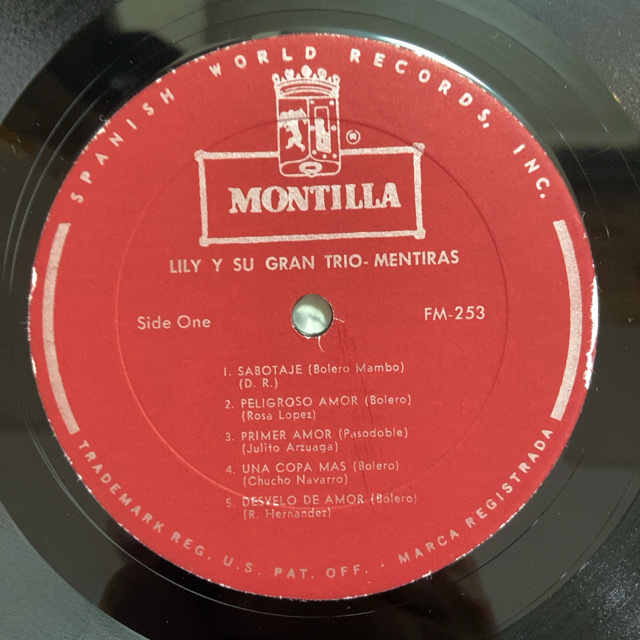 SPANISH WORLD RECORDS, INC.
®
MONTILLA
LILY Y SU GRAN TRIO- MENTIRAS
Side One
FM-253
1. SABOTAJE (Bolero Mambo)
(D. R.)
2. PELIGROSO AMOR (Bolero)
(Rosa Lopez)
3. PRIMER AMOR (Pasodoble)
(Julito Arzuaga)
4. UNA COPA MAS (Bolero)
(Chucho Navarro)
5. DESVELO DE AMOR (Bolero)
(R. Hernandez)
TRADEMARK REG. U.S. PAT. OFF. · MARCA REGISTRADA